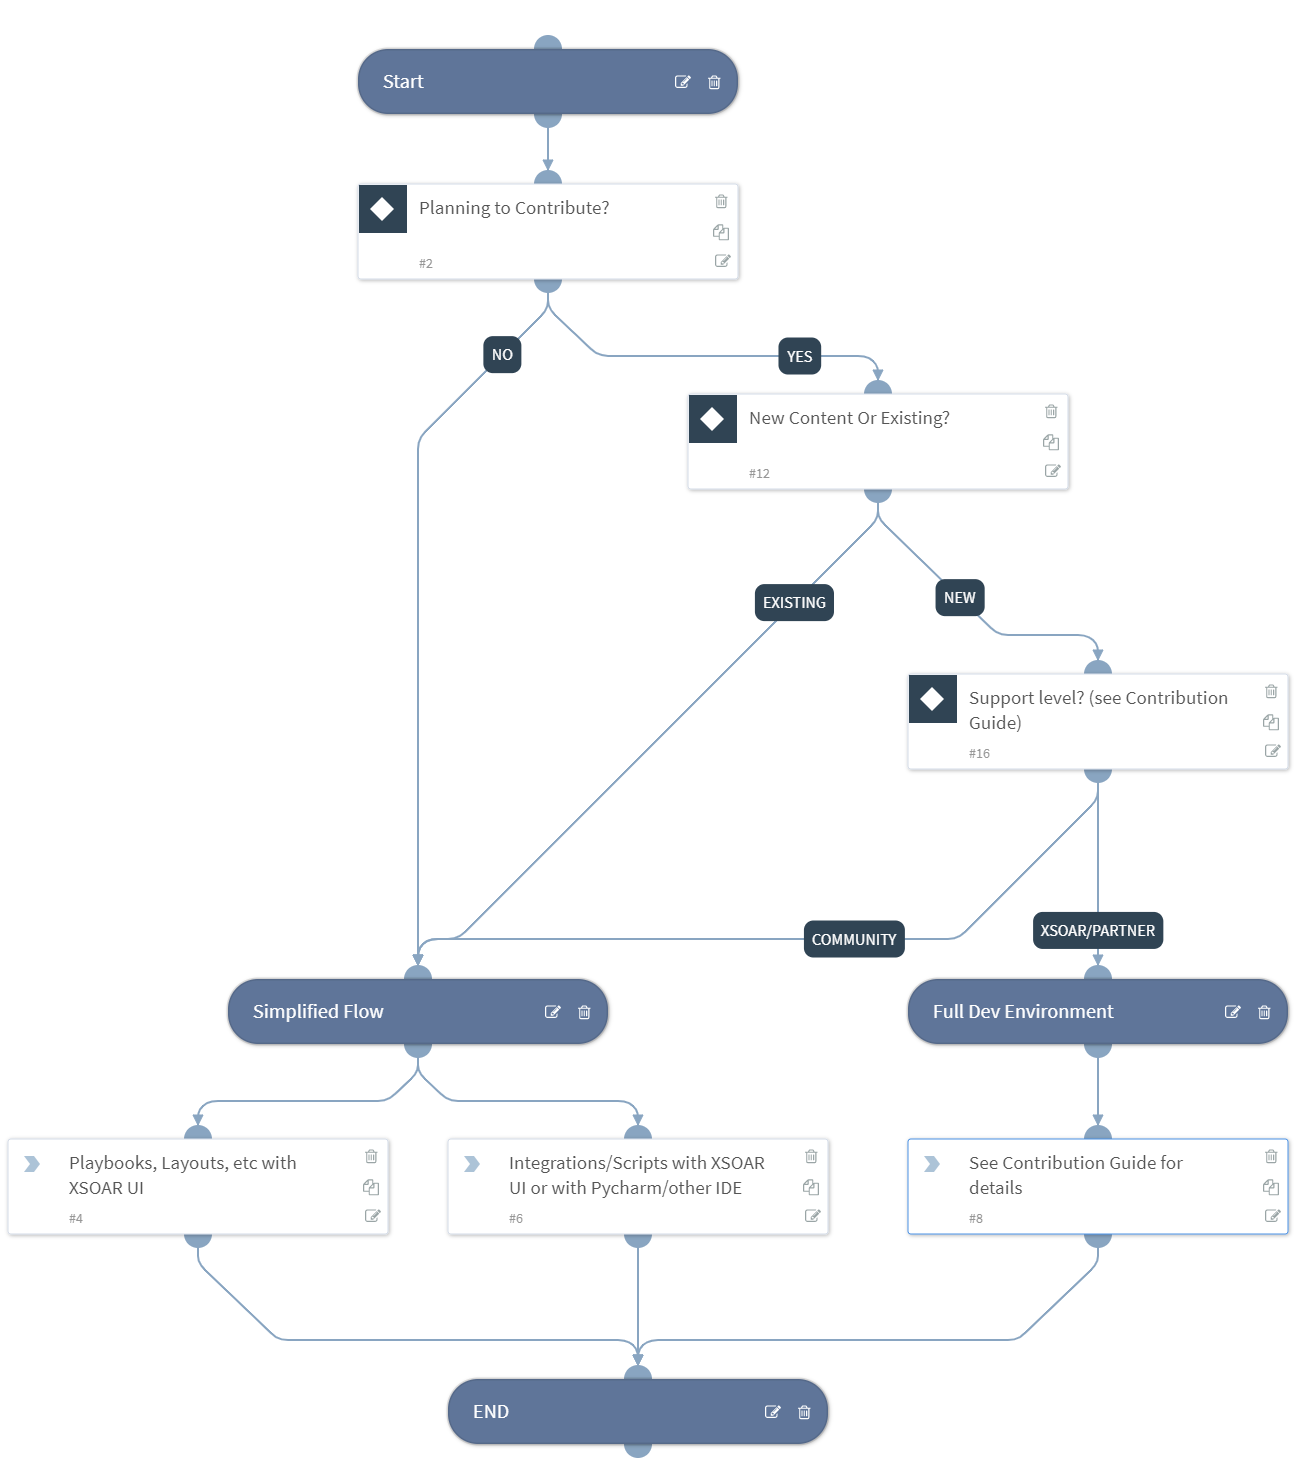 Start
Planning to Contribute?
#2
NO
YES
New Content Or Existing?
#12
EXISTING
NEW
Support level? (see Contribution
Guide)
#16
COMMUNITY
XSOAR/PARTNER
Simplified Flow
Full Dev Environment
Playbooks, Layouts, etc with
XSOAR UI
#4
Integrations/Scripts with XSOAR
UI or with Pycharm/other IDE
#6
See Contribution Guide for
details
#8
END